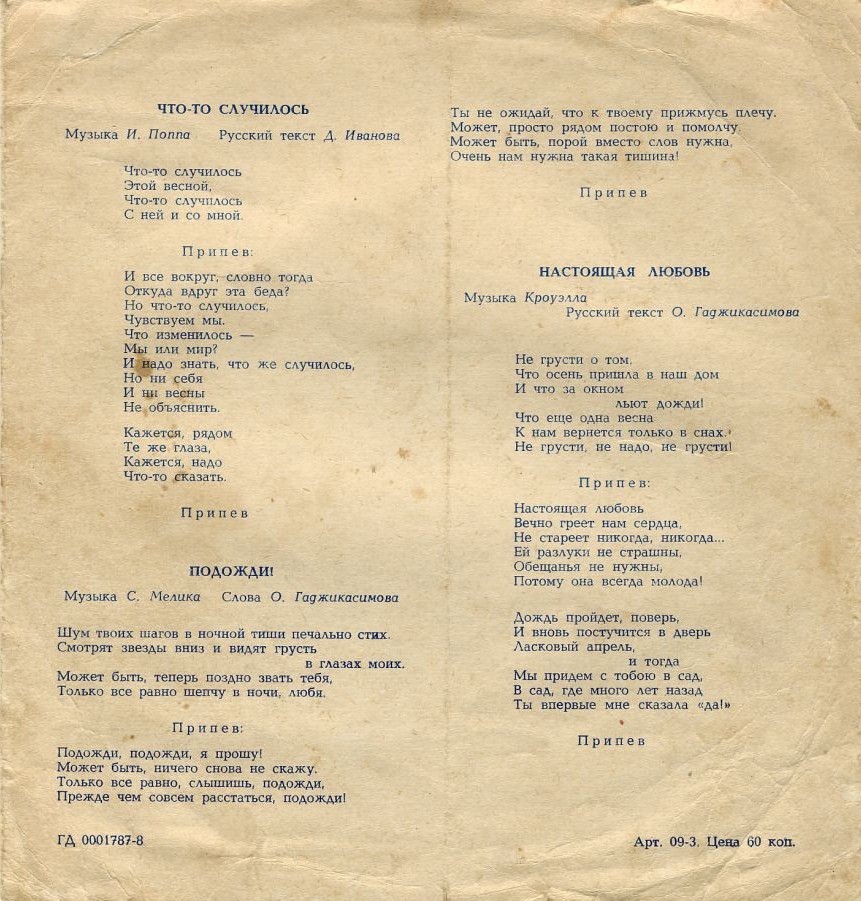 ЧТО-ТО СЛУЧИЛОСЬ
Музыка И. Поппа Русский текст Д. Иванова
Что-то случилось
Этой весной,
Что-то случилось
С ней и со мной.
Припев:
И все вокруг, словно тогда
Откуда вдруг эта беда?
Но что-то случилось,
Чувствуем мы.
Что изменилось —
Мы или мир?
И надо знать, что же случилось,
Но ни себя
И ни весны
Не объяснить.
Кажется, рядом
Те же глаза,
Кажется, надо
Что-то сказать.
Припев
ПОДОЖДИ!
Музыка С. Мелика Слова О. Гаджикасимова
Шум твоих шагов в ночной тиши печально стих.
Смотрят звезды вниз и видят грусть
в глазах моих.
Может быть, теперь поздно звать тебя,
Только все равно шепчу в ночи, любя.
Припев:
Подожди, подожди, я прошу!
Может быть, ничего снова не скажу.
Только все равно, слышишь, подожди,
Прежде чем совсем расстаться, подожди!
ГД 0001787-8
Ты не ожидай, что к твоему прижмусь плечу.
Может, просто рядом постою и помолчу.
Может быть, порой вместо слов нужна,
Очень нам нужна такая тишина!
Припев
НАСТОЯЩАЯ ЛЮБОВЬ
Музыка Кроуэлла
Русский текст О. Гаджикасимова
Не грусти о том,
Что осень пришла в наш дом
И что за окном
льют дожди!
Что еще одна весна
К нам вернется только в снах.
Не грусти, не надо, не грусти!
Припев:
Настоящая любовь
Вечно греет нам сердца,
Не стареет никогда, никогда...
Ей разлуки не страшны,
Обещанья не нужны,
Потому она всегда молода!
Дождь пройдет, поверь,
И вновь постучится в дверь
Ласковый апрель,
и тогда
Мы придем с тобою в сад,
В сад, где много лет назад
Ты впервые мне сказала «да!»
Припев
Арт. 09-3. Цена 60 коп.